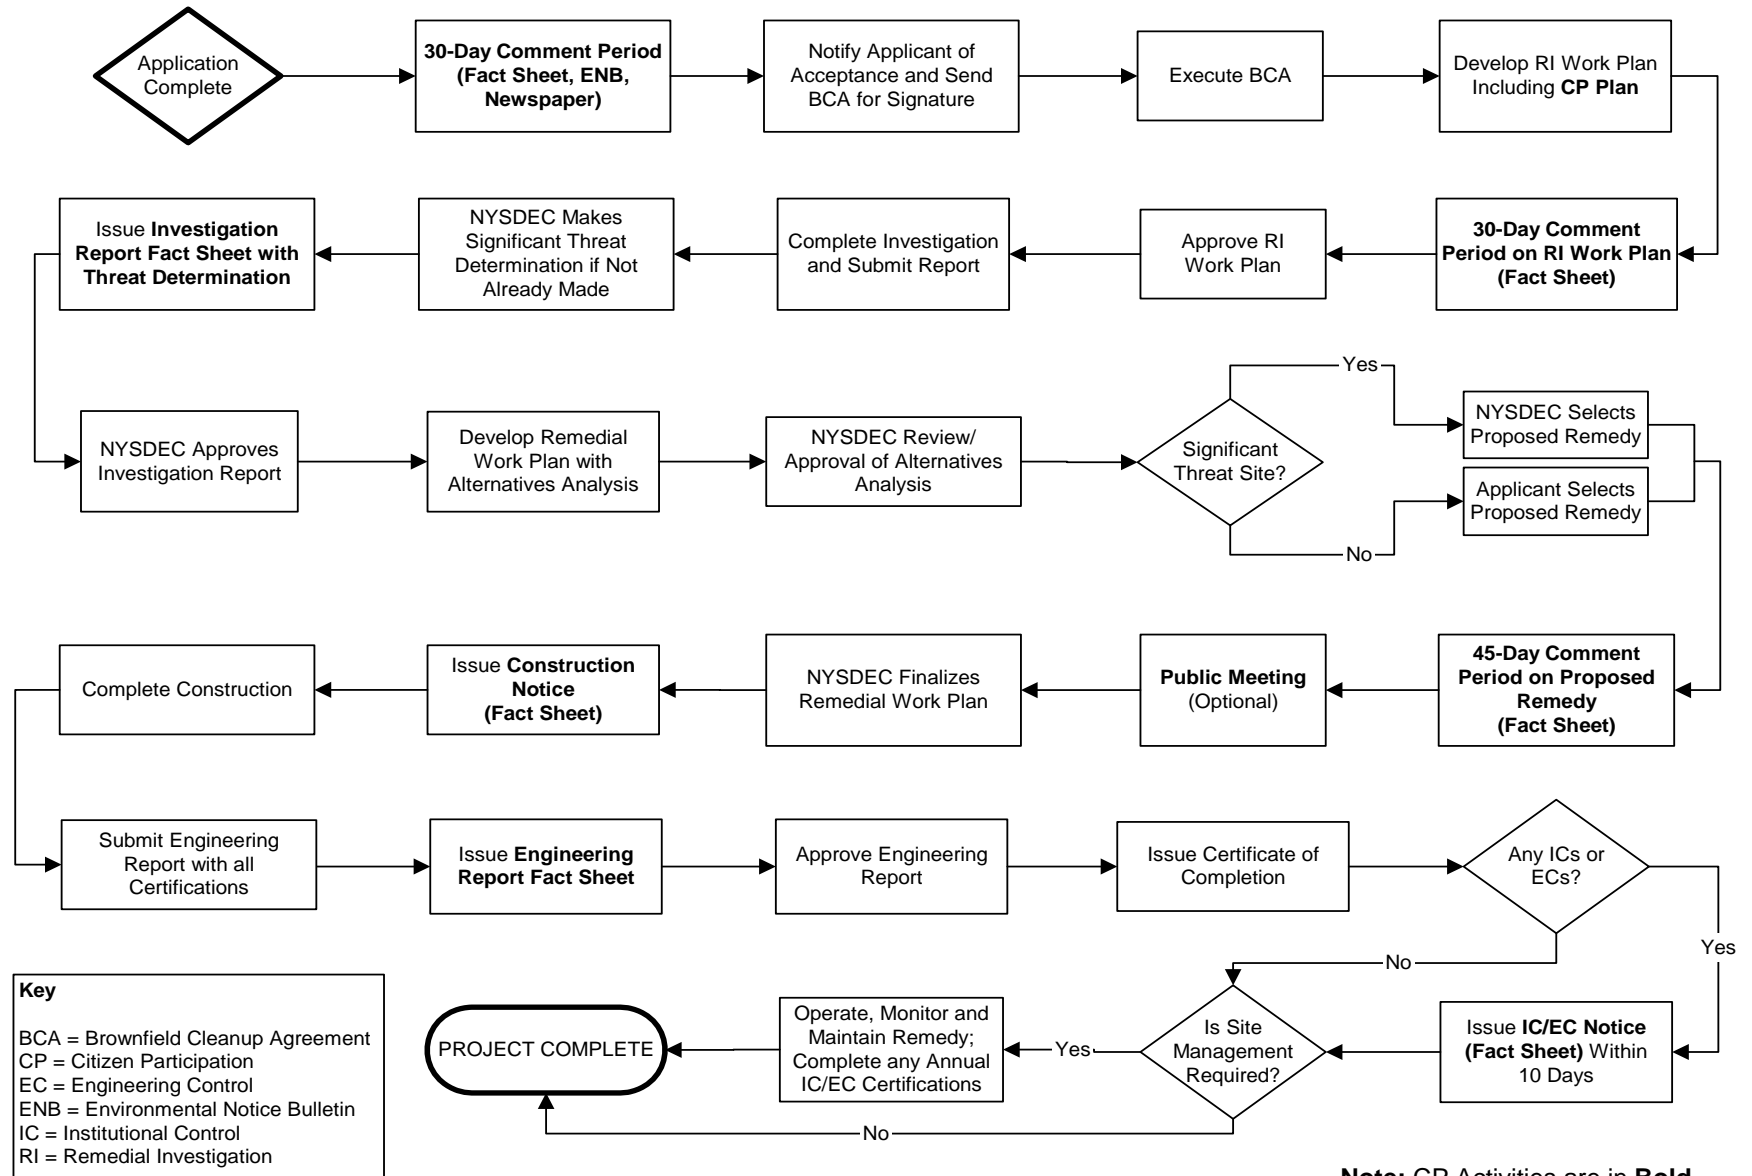 Application
Complete
30-Day Comment Period
(Fact Sheet, ENB,
Newspaper)
Notify Applicant of
Acceptance and Send
BCA for Signature
Execute BCA
Develop RI Work Plan
Including CP Plan
30-Day Comment
Period on RI Work Plan
(Fact Sheet)
Approve RI
Work Plan
Complete Investigation
and Submit Report
NYSDEC Makes
Significant Threat
Determination if Not
Already Made
Issue Investigation
Report Fact Sheet with
Threat Determination
NYSDEC Approves
Investigation Report
Develop Remedial
Work Plan with
Alternatives Analysis
NYSDEC Review/
Approval of Alternatives
Analysis
Significant
Threat Site?
Yes
NYSDEC Selects
Proposed Remedy
No
Applicant Selects
Proposed Remedy
45-Day Comment
Period on Proposed
Remedy
(Fact Sheet)
Public Meeting
(Optional)
NYSDEC Finalizes
Remedial Work Plan
Issue Construction
Notice
(Fact Sheet)
Complete Construction
Submit Engineering
Report with all
Certifications
Issue Engineering
Report Fact Sheet
Approve Engineering
Report
Issue Certificate of
Completion
Any ICs or
ECs?
Yes
No
Issue IC/EC Notice
(Fact Sheet) Within
10 Days
Is Site
Management
Required?
Yes
Operate, Monitor and
Maintain Remedy;
Complete any Annual
IC/EC Certifications
No
PROJECT COMPLETE
Key
BCA = Brownfield Cleanup Agreement
CP = Citizen Participation
EC = Engineering Control
ENB = Environmental Notice Bulletin
IC = Institutional Control
RI = Remedial Investigation
Note: CP Activities are in Bold